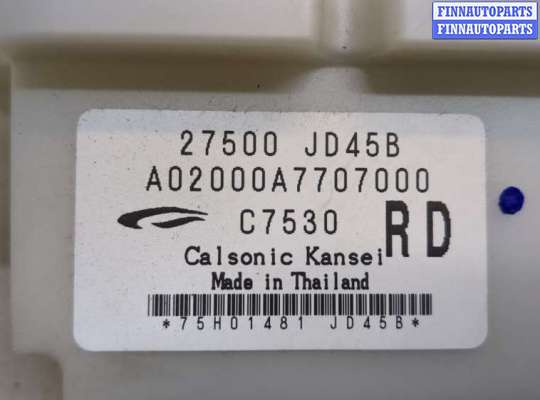 FINNAUTOPARTS
FINNAUTOPARTS
27500 JD45B
A02000A7707000
C7530 RD
Calsonic Kansei
Made in Thailand
*75H01481 JD45B*